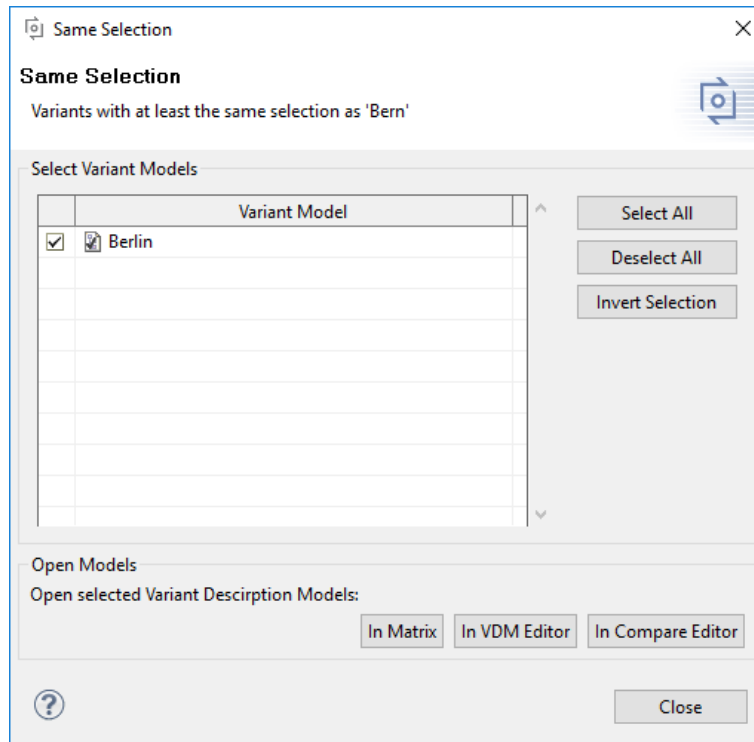 Same Selection
Same Selection
Variants with at least the same selection as 'Bern'
Select Variant Models
Variant Model
Berlin
Select All
Deselect All
Invert Selection
Open Models
Open selected Variant Descirption Models:
In Matrix In VDM Editor In Compare Editor
Close